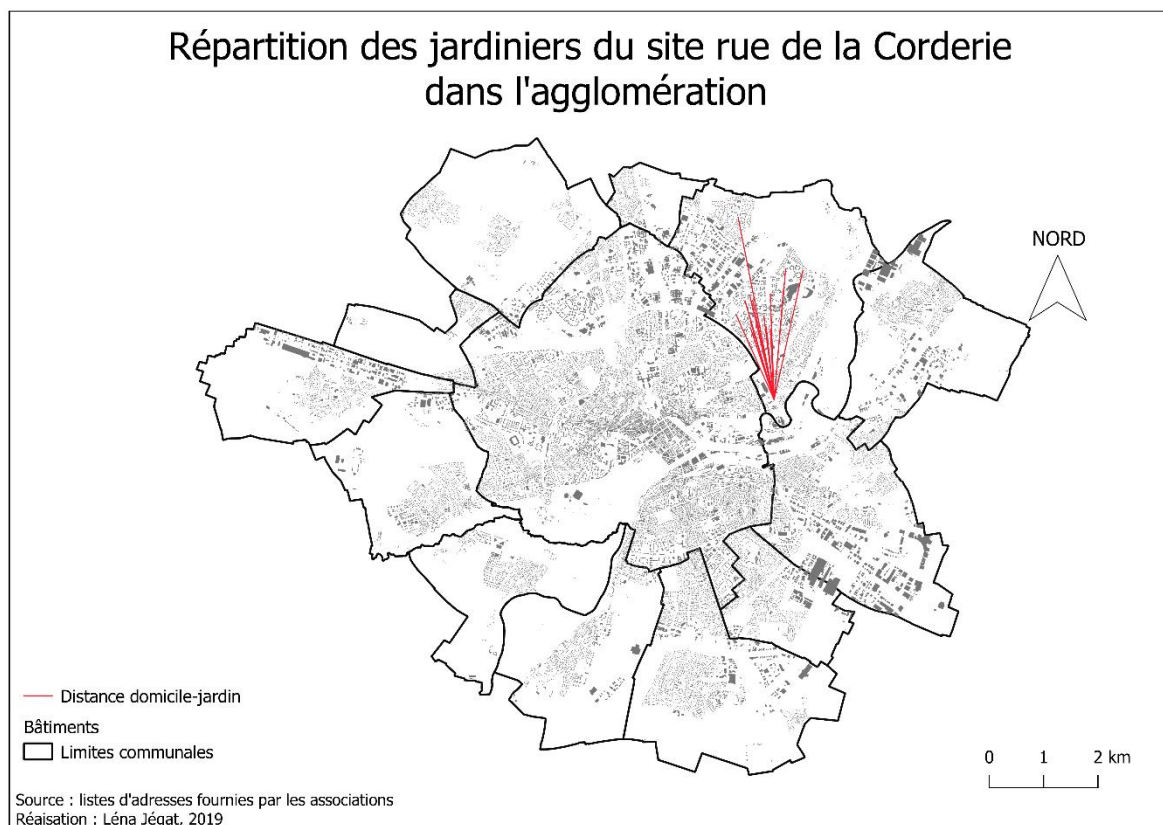 Répartition des jardiniers du site rue de la Corderie
dans l'agglomération
NORD
Distance domicile-jardin
Bâtiments
Limites communales
0 1 2 km
Source : listes d'adresses fournies par les associations
Réaisation : Léna Jégat, 2019